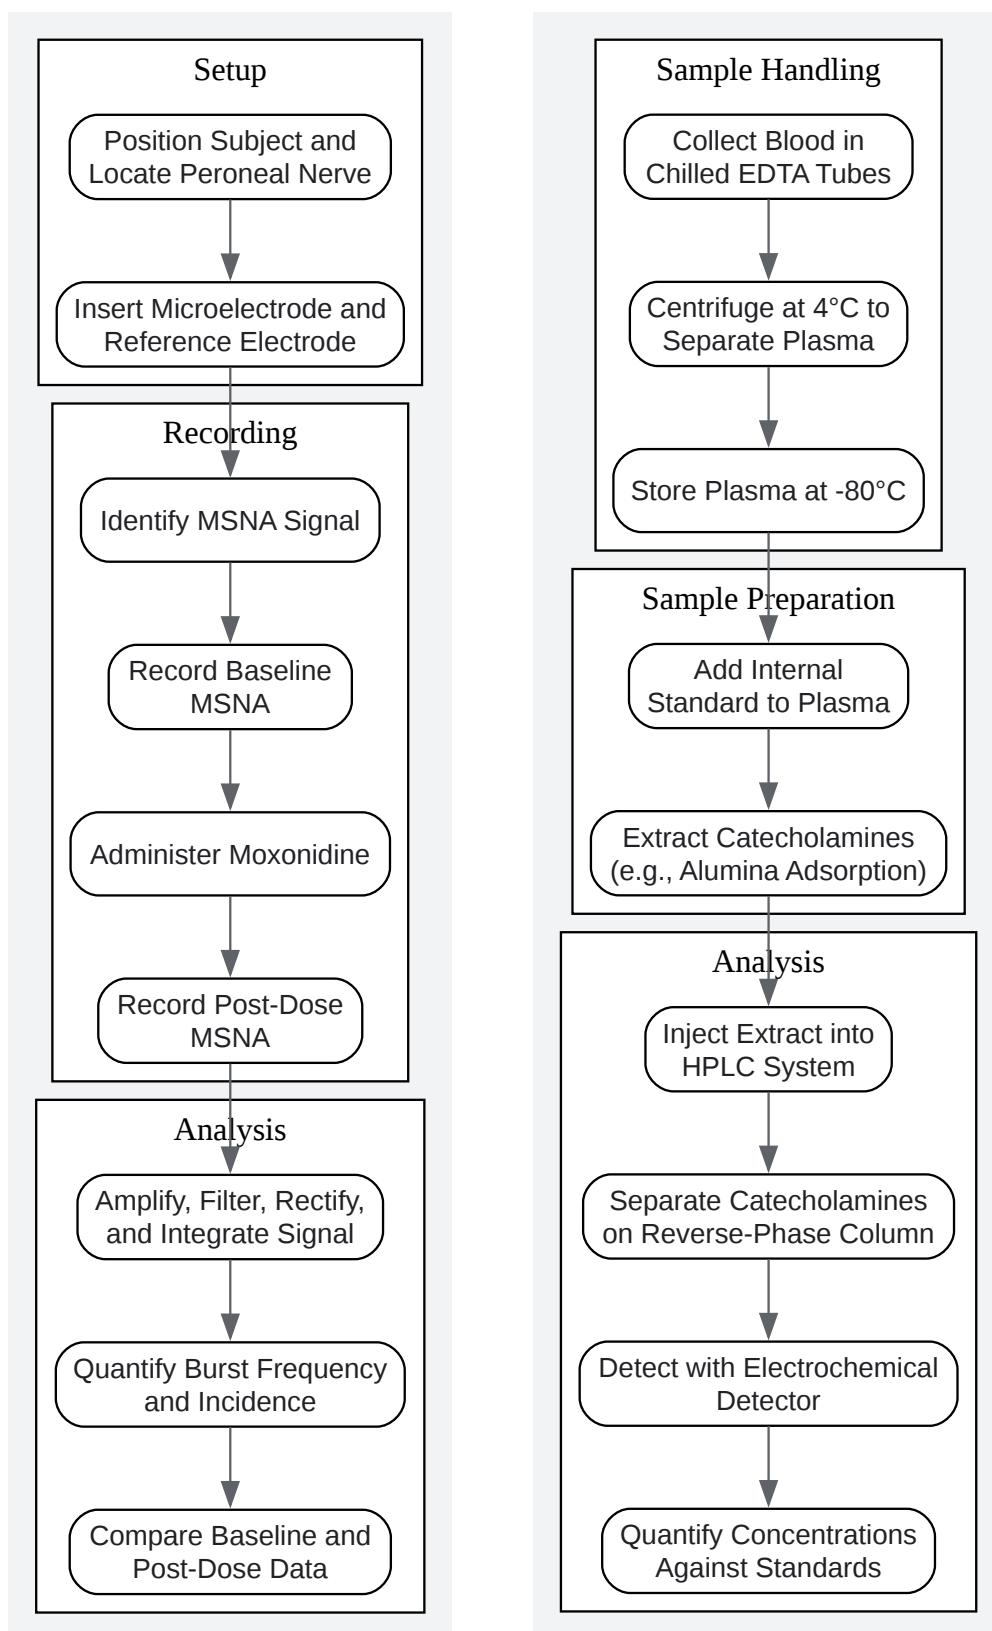 Setup
Position Subject and
Locate Peroneal Nerve
Insert Microelectrode and
Reference Electrode
Recording
Identify MSNA Signal
Record Baseline
MSNA
Administer Moxonidine
Record Post-Dose
MSNA
Analysis
Amplify, Filter, Rectify,
and Integrate Signal
Quantify Burst Frequency
and Incidence
Compare Baseline and
Post-Dose Data
Sample Handling
Collect Blood in
Chilled EDTA Tubes
Centrifuge at 4°C to
Separate Plasma
Store Plasma at -80°C
Sample Preparation
Add Internal
Standard to Plasma
Extract Catecholamines
(e.g., Alumina Adsorption)
Analysis
Inject Extract into
HPLC System
Separate Catecholamines
on Reverse-Phase Column
Detect with Electrochemical
Detector
Quantify Concentrations
Against Standards